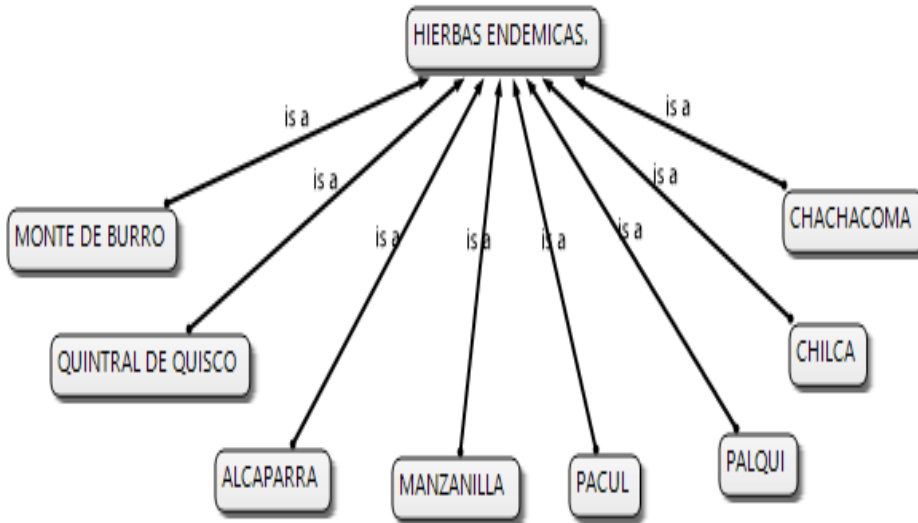 HIERBAS ENDEMICAS.
is a
is a
is a
is a
is a
is a
is a
is a
MONTE DE BURRO
QUINTRAL DE QUISCO
ALCAPARRA
MANZANILLA
PACUL
PALQUI
CHILCA
CHACHACOMA